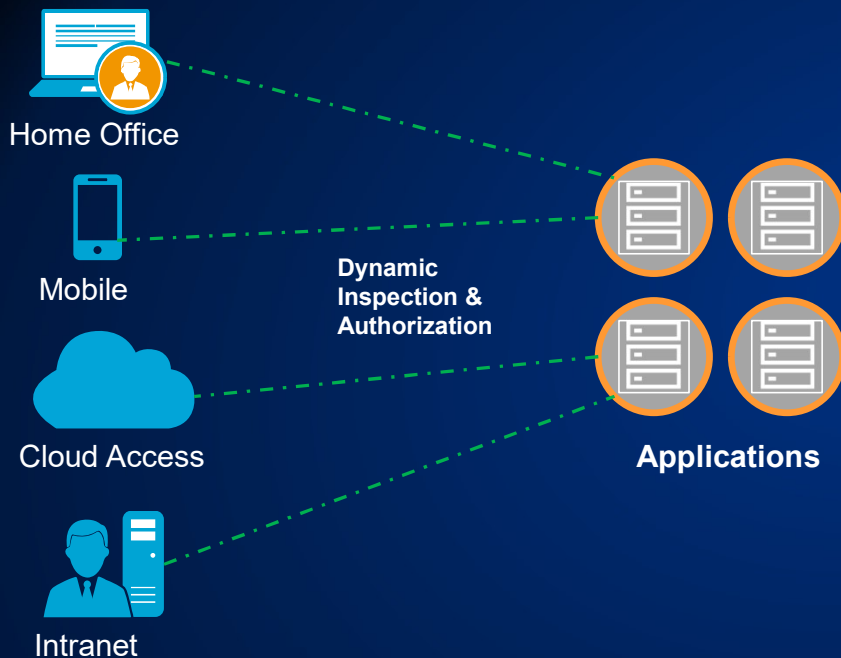 Home Office
Mobile
Dynamic
Inspection &
Authorization
Cloud Access
Applications
Intranet